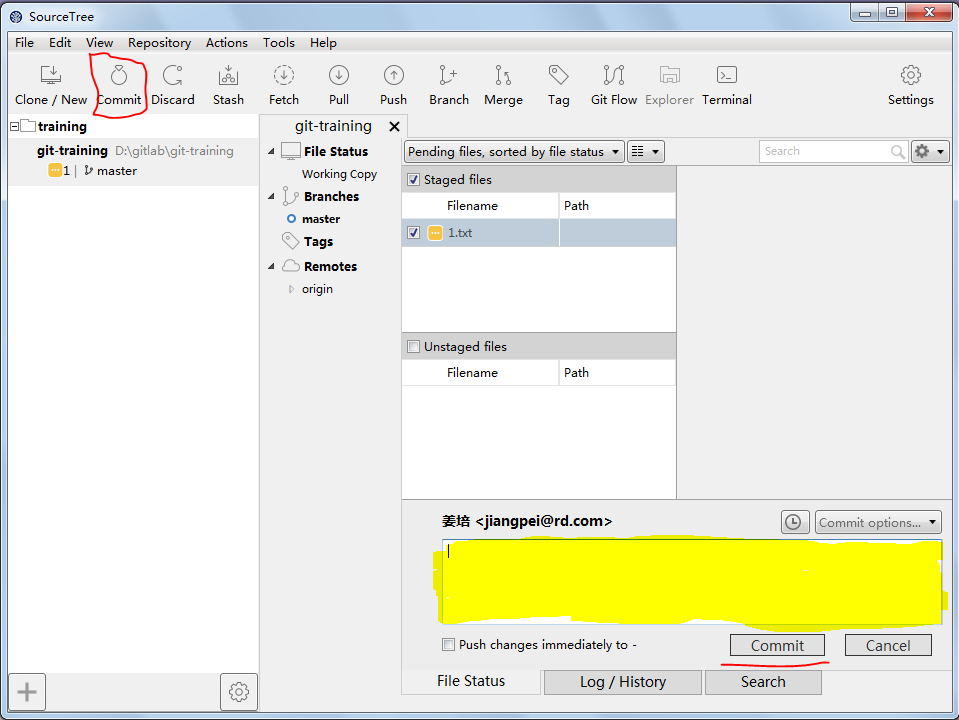 SourceTree
File Edit View Repository Actions Tools Help
Clone / New Commit Discard Stash Fetch Pull Push Branch Merge Tag Git Flow Explorer Terminal Settings
training
git-training D:\gitlab\git-training
1 master
git-training
File Status
Working Copy
Branches
master
Tags
Remotes
origin
Pending files, sorted by file status
Search
Staged files
Filename Path
1.txt
Unstaged files
Filename Path
姜培 <jiangpei@rd.com>
Commit options...
Push changes immediately to -
Commit Cancel
File Status Log / History Search